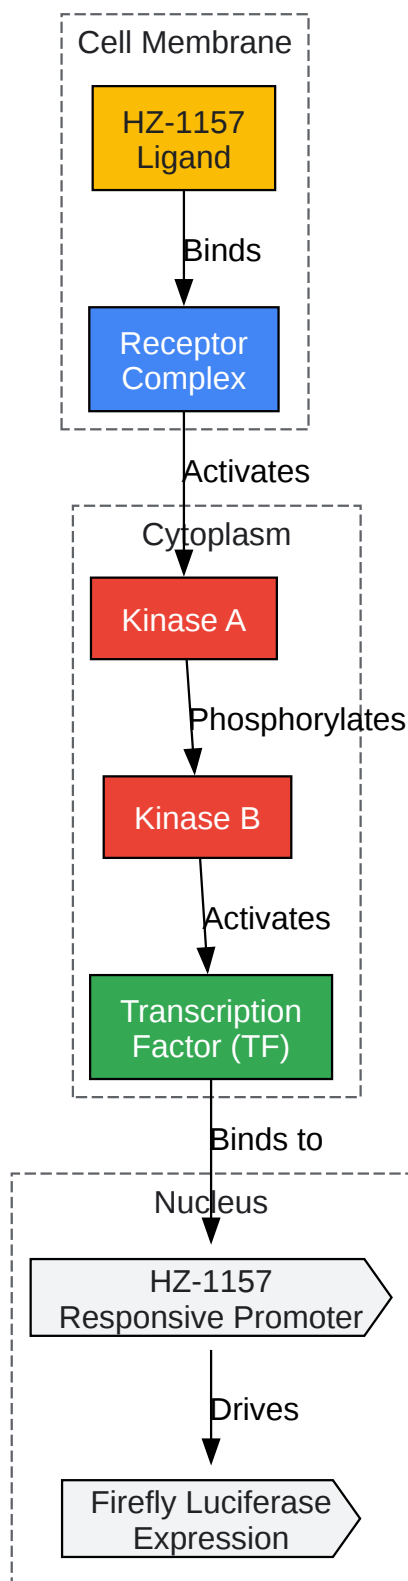 Cell Membrane
HZ-1157
Ligand
Binds
Receptor
Complex
Activates
Cytoplasm
Kinase A
Phosphorylates
Kinase B
Activates
Transcription
Factor (TF)
Binds to
Nucleus
HZ-1157
Responsive Promoter
Drives
Firefly Luciferase
Expression